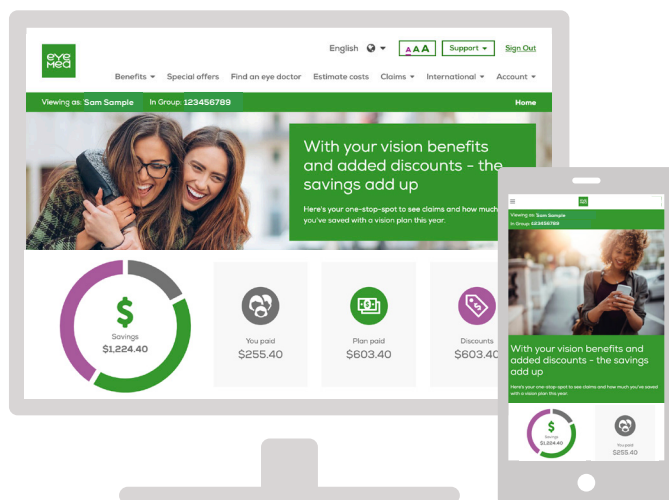 eye
med
English
AAA
Support
Sign Out
Benefits
Special offers
Find an eye doctor
Estimate costs
Claims
International
Account
Viewing as: Sam Sample
In Group: 123456789
Home
With your vision benefits
and added discounts - the
savings add up
Here's your one-stop-spot to see claims and how much
you've saved with a vision plan this year.
$
Savings
$1,224.40
You paid
$255.40
Plan paid
$603.40
Discounts
$603.40
eye
med
Viewing as: Sam Sample
In Group: 123456789
With your vision benefits and
added discounts - the savings
add up
Here's your one-stop-spot to see claims and how much you've saved
with a vision plan this year.
$
Savings
$1,224.40
You paid
$255.40